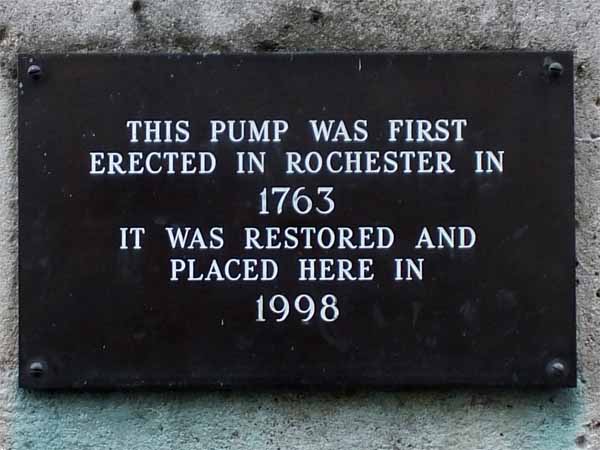 THIS PUMP WAS FIRST
ERECTED IN ROCHESTER IN
1763
IT WAS RESTORED AND
PLACED HERE IN
1998